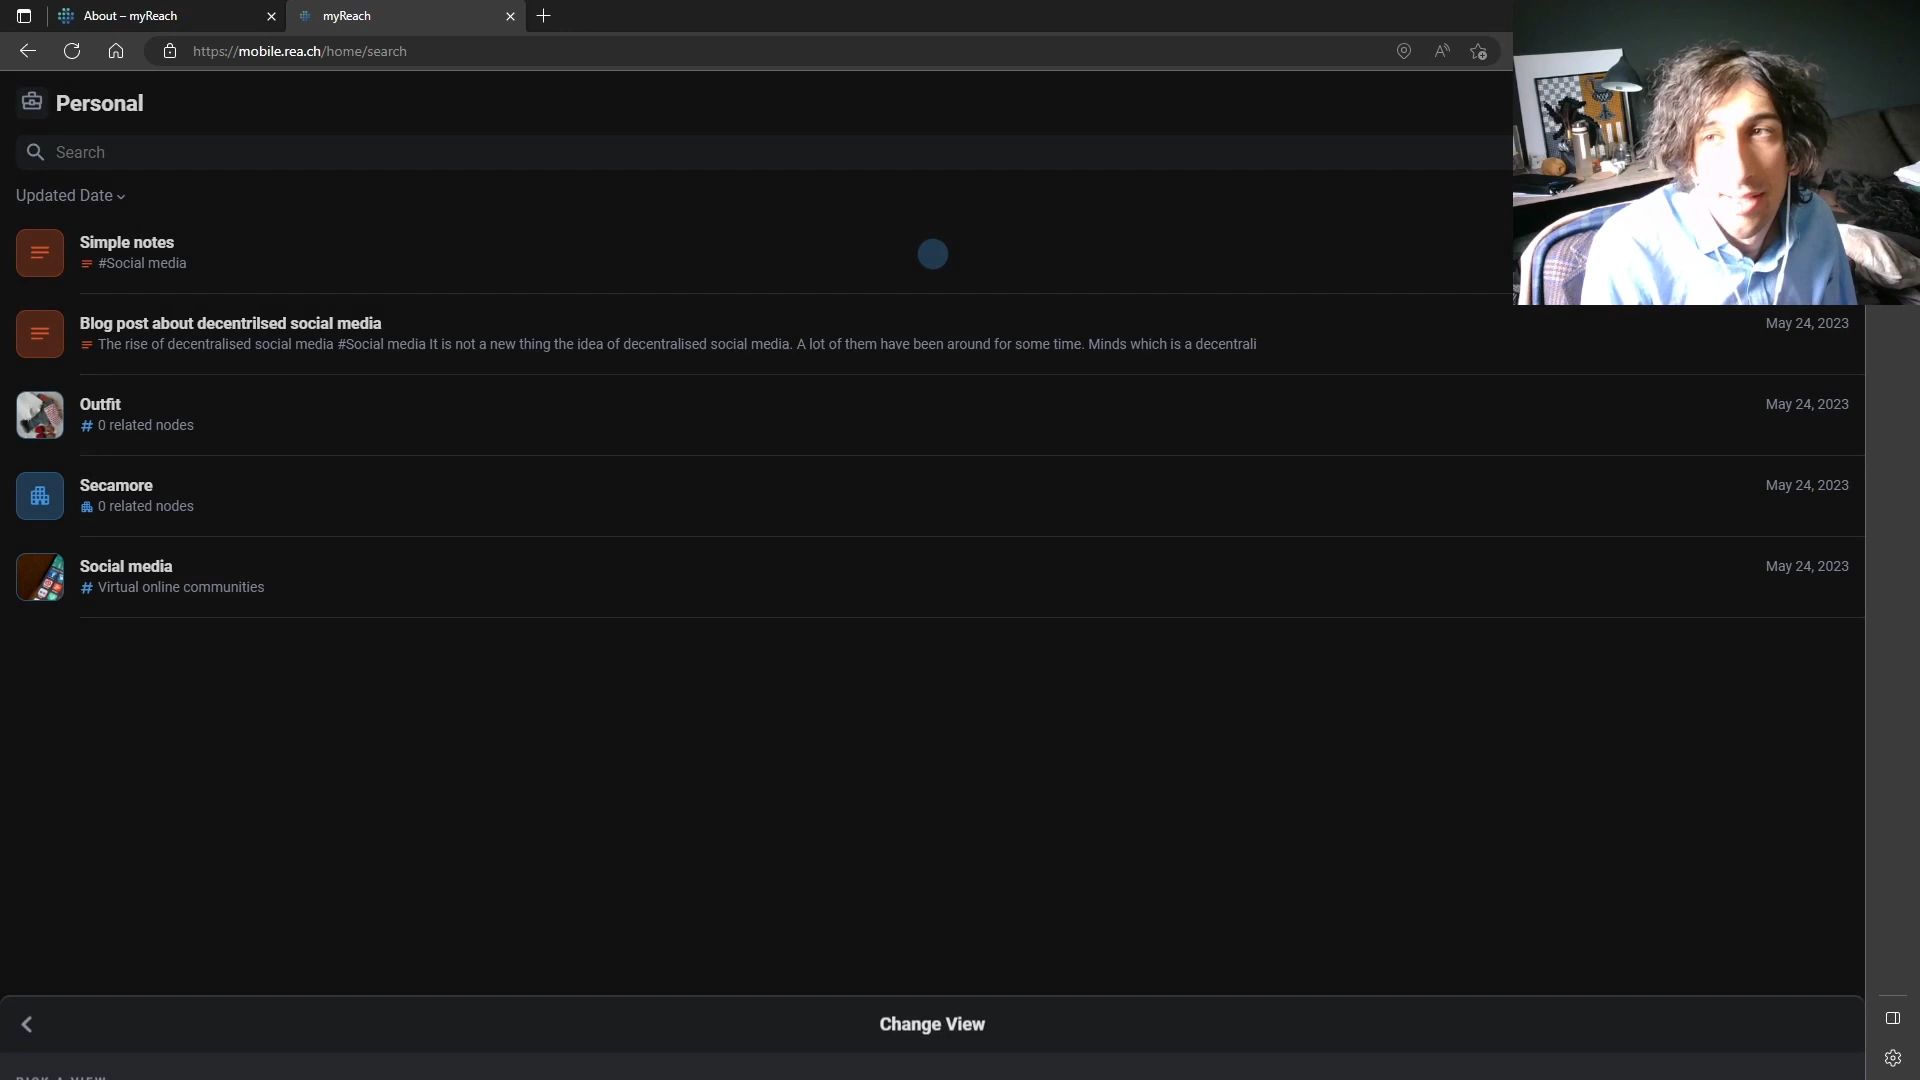 About – myReach
myReach
https://mobile.rea.ch/home/search
Personal
Search
Updated Date
Simple notes
#Social media
Blog post about decentrilsed social media
May 24, 2023
The rise of decentralised social media #Social media It is not a new thing the idea of decentralised social media. A lot of them have been around for some time. Minds which is a decentrali
Outfit
May 24, 2023
# 0 related nodes
Secamore
May 24, 2023
0 related nodes
Social media
May 24, 2023
# Virtual online communities
Change View
PICK A VIEW